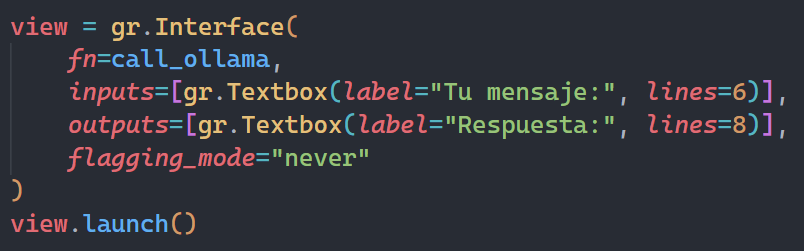 view = gr.Interface(
    fn=call_ollama,
    inputs=[gr.Textbox(label="Tu mensaje:", lines=6)],
    outputs=[gr.Textbox(label="Respuesta:", lines=8)],
    flagging_mode="never"
)
view.launch()